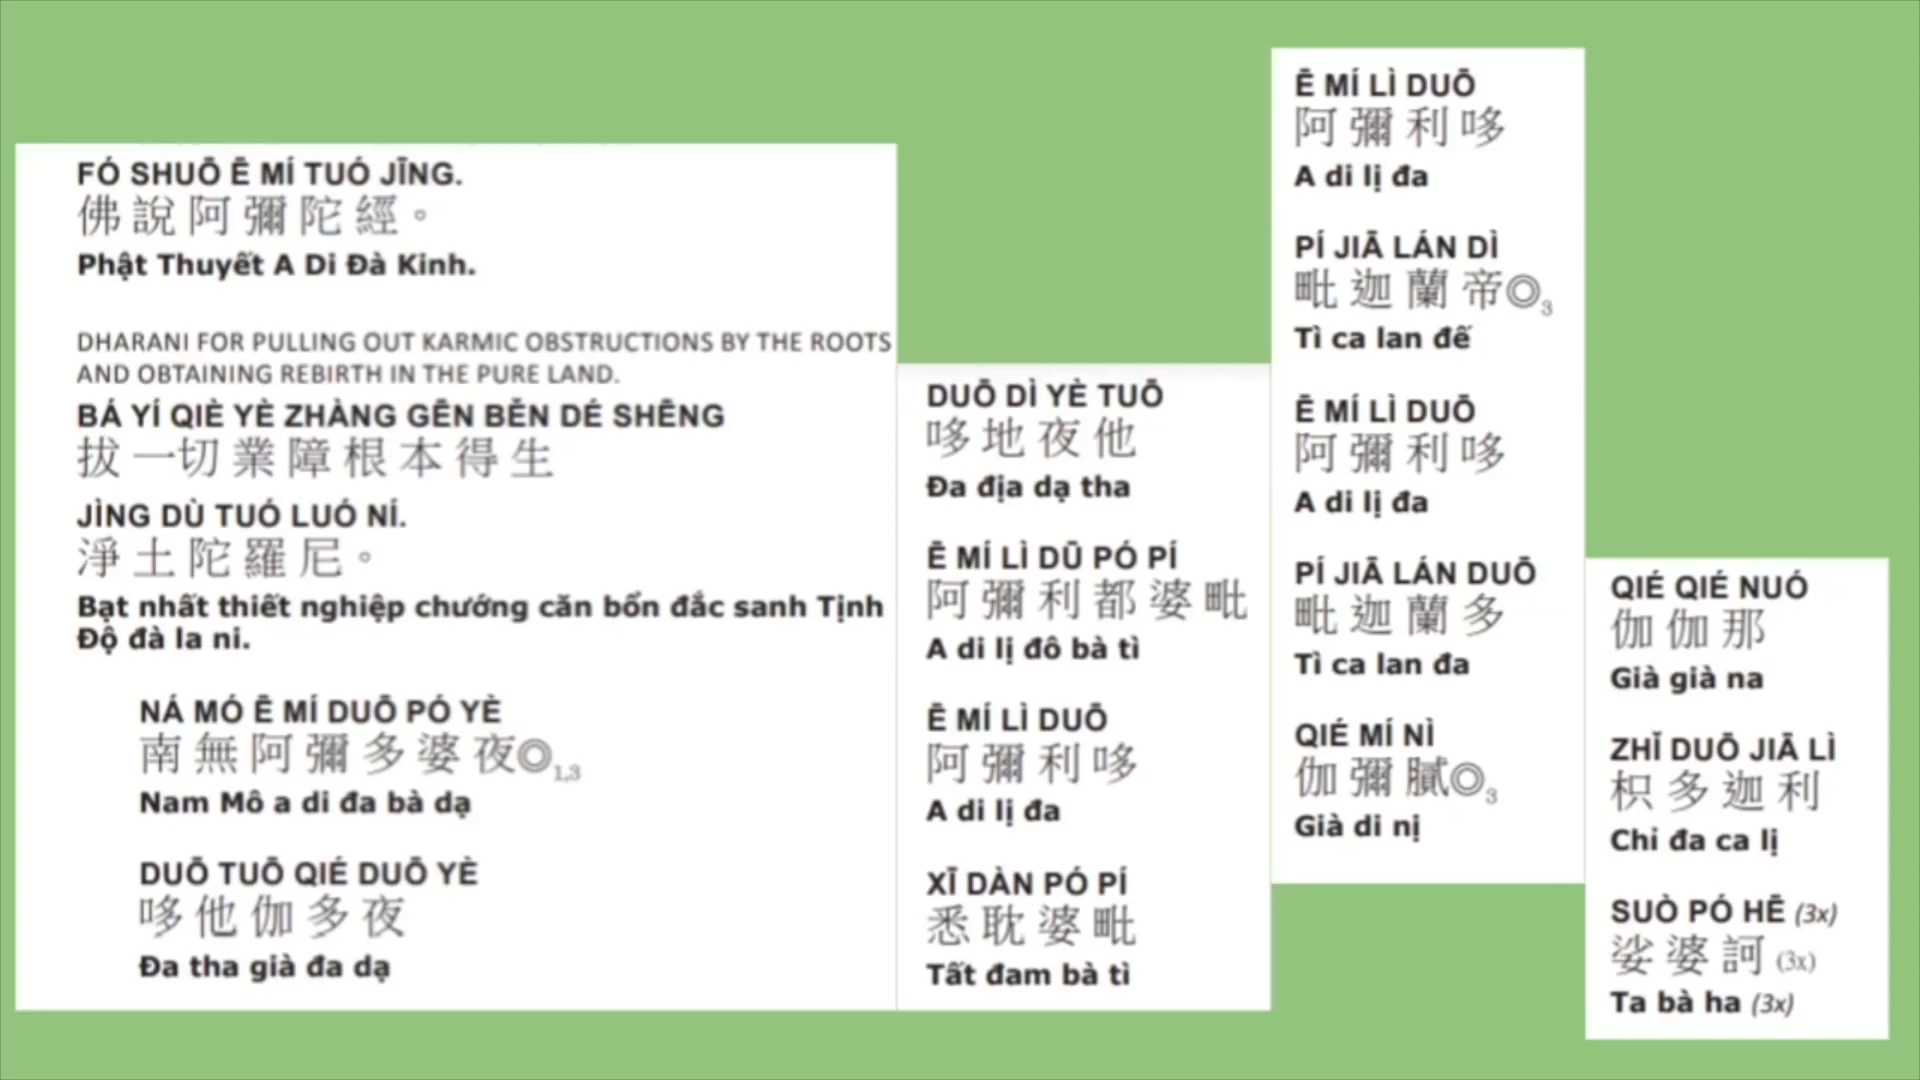 FÓ SHUŌ Ē MÍ TUÓ JĪNG.
佛說阿彌陀經。
Phật Thuyết A Di Đà Kinh.
DHARANI FOR PULLING OUT KARMIC OBSTRUCTIONS BY THE ROOTS
AND OBTAINING REBIRTH IN THE PURE LAND.
BÁ YÍ QIÈ YÈ ZHÀNG GĒN BĚN DÉ SHĒNG
拔一切業障根本得生
JÌNG DÙ TUÓ LUÓ NÍ.
淨土陀羅尼。
Bạt nhất thiết nghiệp chướng căn bổn đắc sanh Tịnh
Độ đà la ni.
NÁ MÓ Ē MÍ DUŌ PÓ YÈ
南無阿彌多婆夜◎1,3
Nam Mô a di đa bà dạ
DUŌ TUŌ QIÉ DUŌ YÈ
哆他伽多夜
Đa tha già đa dạ
DUŌ DÌ YÈ TUŌ
哆地夜他
Đa địa dạ tha
Ē MÍ LÌ DŪ PÓ PÍ
阿彌利都婆毗
A di lị đô bà tì
Ē MÍ LÌ DUŌ
阿彌利哆
A di lị đa
XĪ DÀN PÓ PÍ
悉耽婆毗
Tất đam bà tì
Ē MÍ LÌ DUŌ
阿彌利哆
A di lị đa
PÍ JIĀ LÁN DÌ
毗迦蘭帝◎3
Tì ca lan đế
Ē MÍ LÌ DUŌ
阿彌利哆
A di lị đa
PÍ JIĀ LÁN DUŌ
毗迦蘭多
Tì ca lan đa
QIÉ MÍ NÌ
伽彌膩◎3
Già di nị
QIÉ QIÉ NUÓ
伽伽那
Già già na
ZHǏ DUŌ JIĀ LÌ
枳多迦利
Chỉ đa ca lị
SUÒ PÓ HĒ (3x)
娑婆訶 (3x)
Ta bà ha (3x)